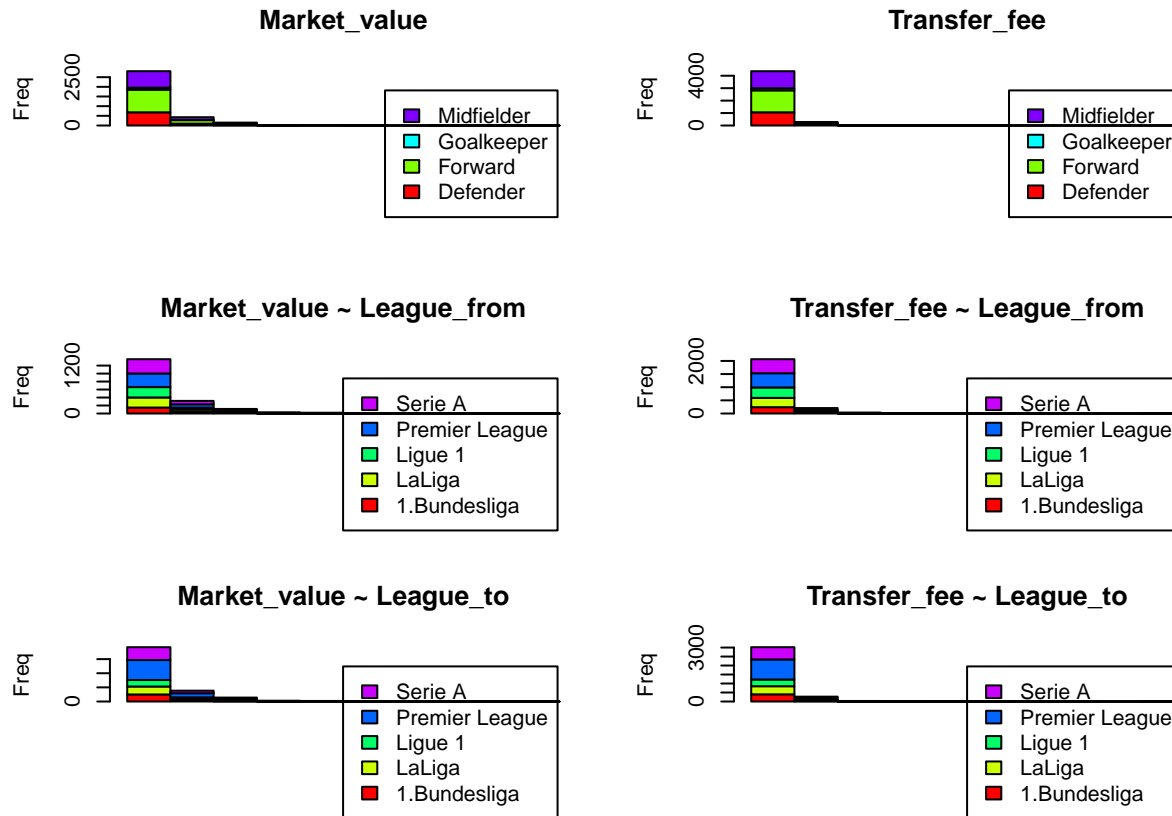 Market_value
Freq
0
2500
Midfielder
Goalkeeper
Forward
Defender
Transfer_fee
Freq
0
4000
Midfielder
Goalkeeper
Forward
Defender
Market_value ~ League_from
Freq
0
1200
Serie A
Premier League
Ligue 1
LaLiga
1.Bundesliga
Transfer_fee ~ League_from
Freq
0
2000
Serie A
Premier League
Ligue 1
LaLiga
1.Bundesliga
Market_value ~ League_to
Freq
0
Serie A
Premier League
Ligue 1
LaLiga
1.Bundesliga
Transfer_fee ~ League_to
Freq
0
3000
Serie A
Premier League
Ligue 1
LaLiga
1.Bundesliga